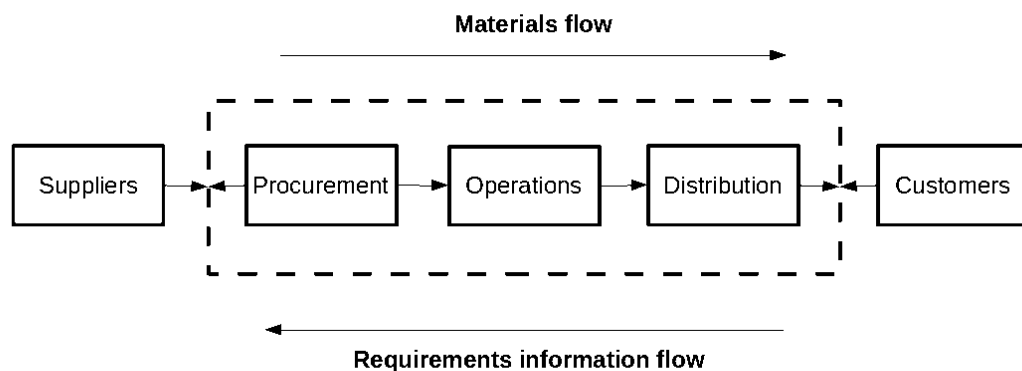 Materials flow
Suppliers
Procurement
Operations
Distribution
Customers
Requirements information flow